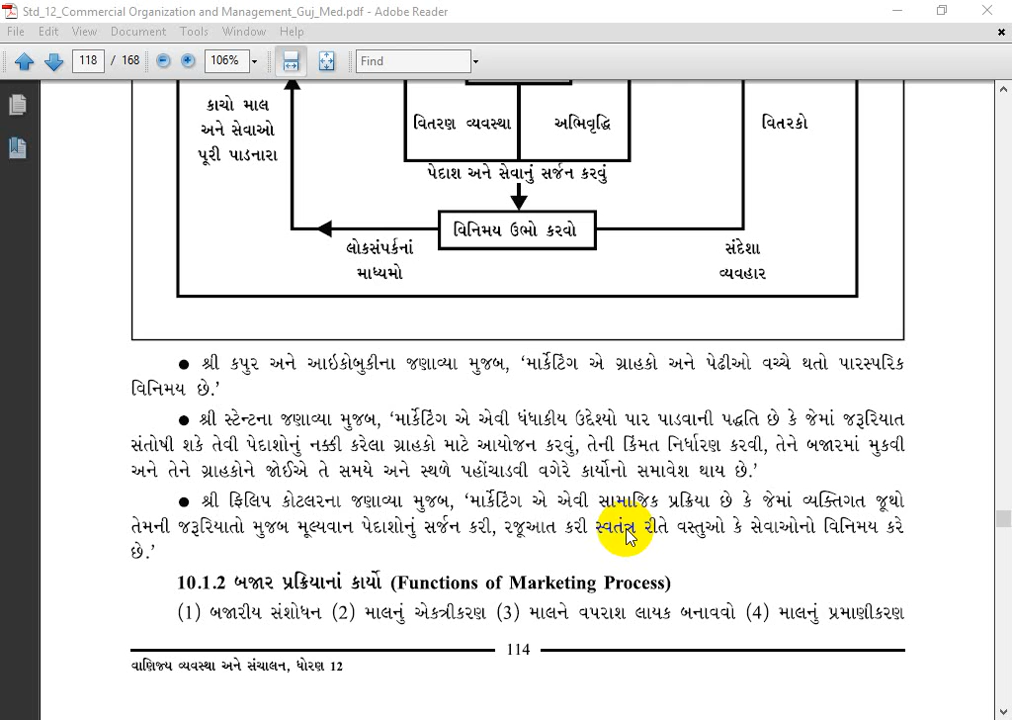 Std_12_Commercial Organization and Management_Guj_Med.pdf - Adobe Reader
File Edit View Document Tools Window Help
118 / 168 106% Find
કાચો માલ
અને સેવાઓ
પૂરી પાડનારા
વિતરણ વ્યવસ્થા
અભિવૃદ્ધિ
વિતરકો
પેદાશ અને સેવાનું સર્જન કરવું
વિનિમય ઉભો કરવો
લોકસંપર્કનાં
માધ્યમો
સંદેશા
વ્યવહાર
● શ્રી કપુર અને આઇકોબુકીના જણાવ્યા મુજબ, ‘માર્કેટિંગ એ ગ્રાહકો અને પેઢીઓ વચ્ચે થતો પારસ્પરિક
વિનિમય છે.’
● શ્રી સ્ટેન્ટના જણાવ્યા મુજબ, ‘માર્કેટિંગ એ એવી ધંધાકીય ઉદ્દેશ્યો પાર પાડવાની પદ્ધતિ છે કે જેમાં જરૂરિયાત
સંતોષી શકે તેવી પેદાશોનું નક્કી કરેલા ગ્રાહકો માટે આયોજન કરવું, તેની કિંમત નિર્ધારણ કરવી, તેને બજારમાં મુકવી
અને તેને ગ્રાહકોને જોઈએ તે સમયે અને સ્થળે પહોંચાડવી વગેરે કાર્યોનો સમાવેશ થાય છે.’
● શ્રી ફિલિપ કોટલરના જણાવ્યા મુજબ, ‘માર્કેટિંગ એ એવી સામાજિક પ્રક્રિયા છે કે જેમાં વ્યક્તિગત જૂથો
તેમની જરૂરિયાતો મુજબ મૂલ્યવાન પેદાશોનું સર્જન કરી, રજૂઆત કરી સ્વતંત્ર રીતે વસ્તુઓ કે સેવાઓનો વિનિમય કરે
છે.’
10.1.2 બજાર પ્રક્રિયાનાં કાર્યો (Functions of Marketing Process)
(1) બજારીય સંશોધન (2) માલનું એકત્રીકરણ (3) માલને વપરાશ લાયક બનાવવો (4) માલનું પ્રમાણીકરણ
114
વાણિજ્ય વ્યવસ્થા અને સંચાલન, ધોરણ 12